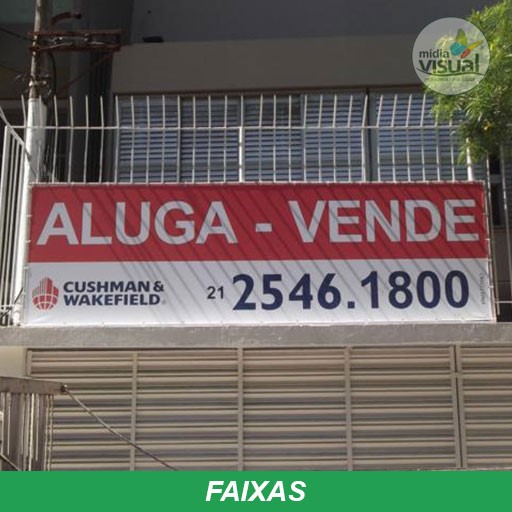 mídia
visual
ALUGA - VENDE
CUSHMAN &
WAKEFIELD
21 2546.1800
FAIXAS